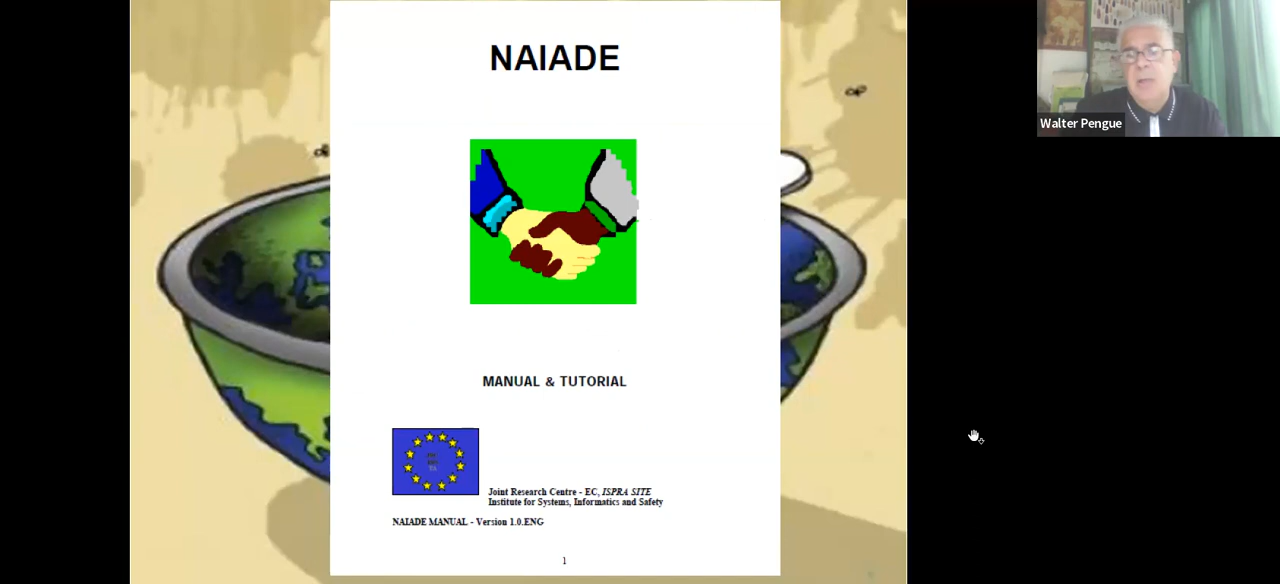 NAIADE
Walter Pengue
MANUAL & TUTORIAL
Joint Research Centre - EC, ISPRA SITE
Institute for Systems, Informatics and Safety
NAIADE MANUAL - Version 1.0.ENG
1